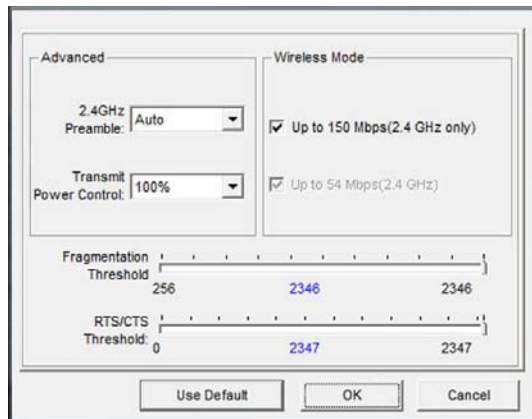 Advanced
2.4GHz
Preamble:
Auto
Transmit
Power Control:
100%
Wireless Mode
Up to 150 Mbps(2.4 GHz only)
Up to 54 Mbps(2.4 GHz)
Fragmentation
Threshold
256
2346
2346
RTS/CTS
Threshold:
0
2347
2347
Use Default
OK
Cancel